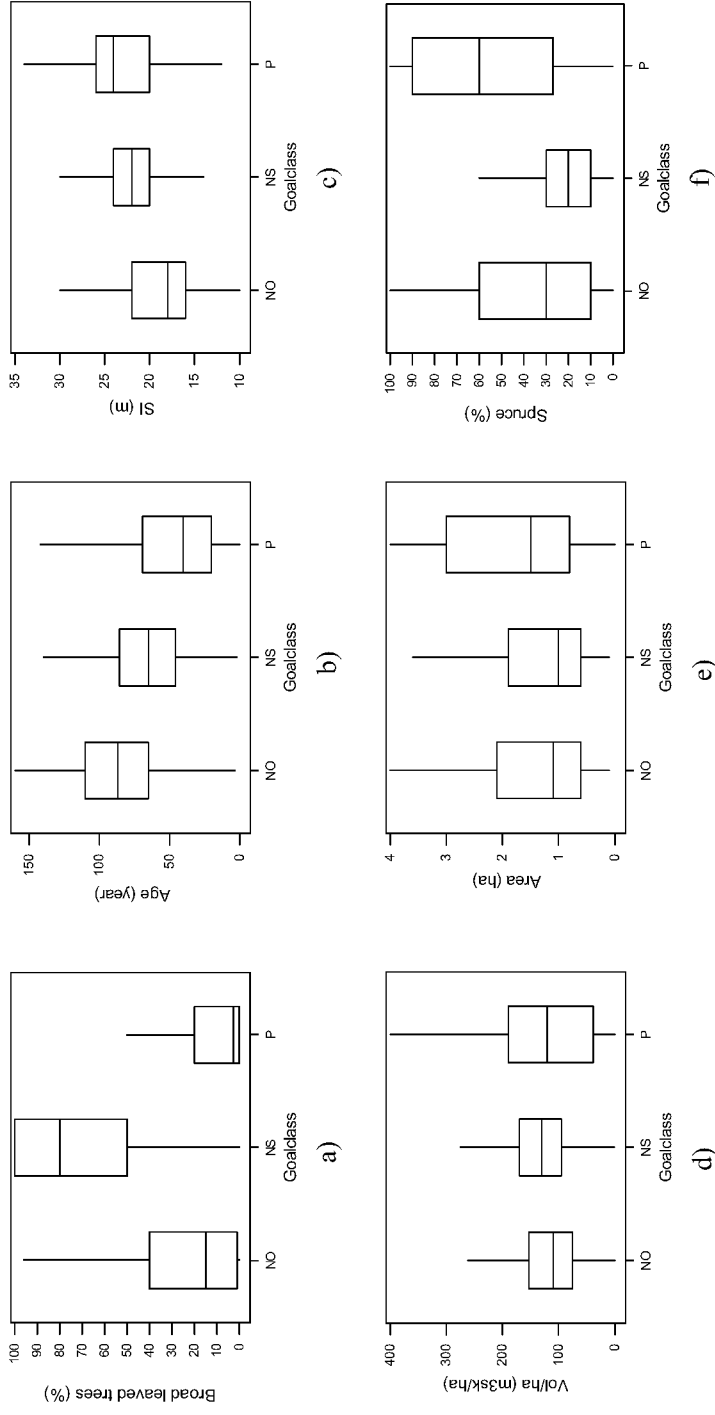 Broad leaved trees (%)
100
90
80
70
60
50
40
30
20
10
0
NO NS P
Goalclass
a)
Age (year)
150
100
50
0
NO NS P
Goalclass
b)
SI (m)
35
30
25
20
15
10
NO NS P
Goalclass
c)
Vol/ha (m3sk/ha)
400
300
200
100
0
NO NS P
Goalclass
d)
Area (ha)
4
3
2
1
0
NO NS P
Goalclass
e)
Spruce (%)
100
90
80
70
60
50
40
30
20
10
0
NO NS P
Goalclass
f)